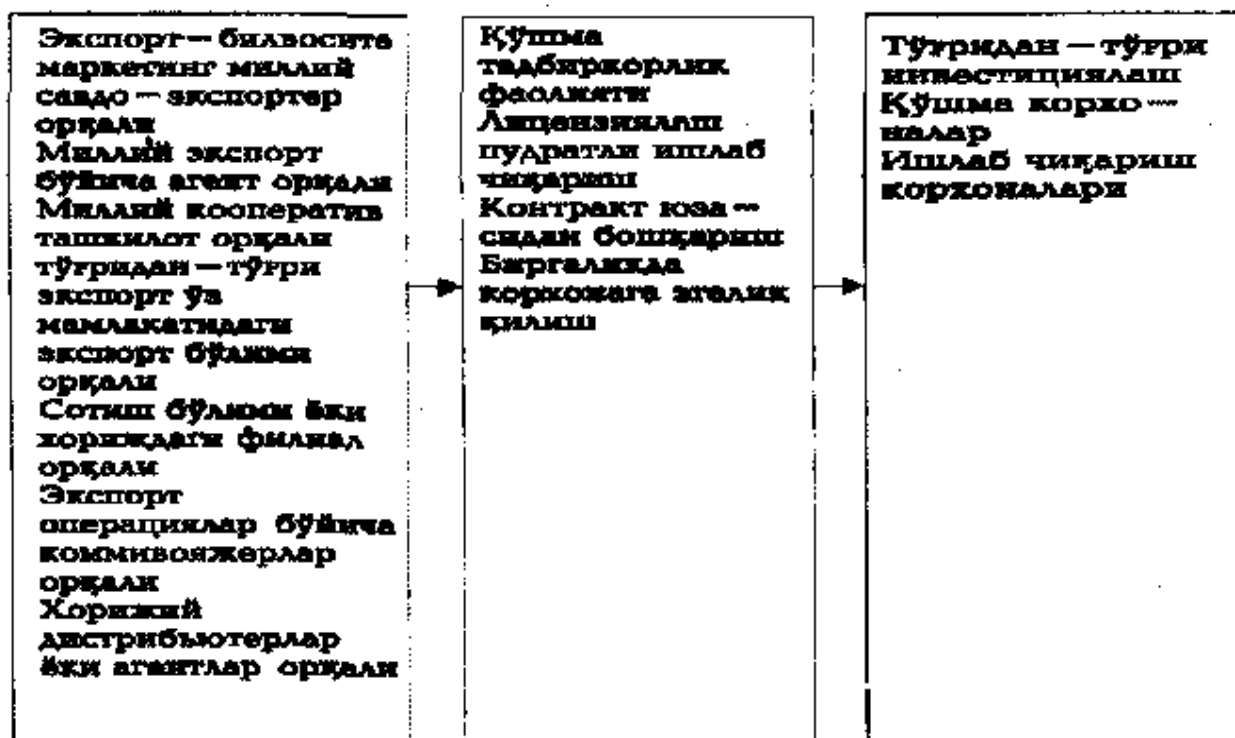 Экспорт—билвосита
маркетинг миллий
савдо—экспортер
орқали
Миллий экспорт
бўйича агент орқали
Миллий кооператив
ташкилот орқали
тўғридан—тўғри
экспорт ўз
мамлакатидаги
экспорт бўлими
орқали
Сотиш бўлими ёки
хориждаги филиал
орқали
Экспорт
операциялар бўйича
коммивояжерлар
орқали
Хорижий
дистрибьютерлар
ёки агентлар орқали
Қўшма
тадбиркорлик
фаолияти
Лицензиялаш
пудратли ишлаб
чиқариш
Контракт юза—
сидан бошқариш
Биргаликда
корхонага эгалик
қилиш
Тўғридан—тўғри
инвестициялаш
Қўшма корхо—
налар
Ишлаб чиқариш
корхоналари